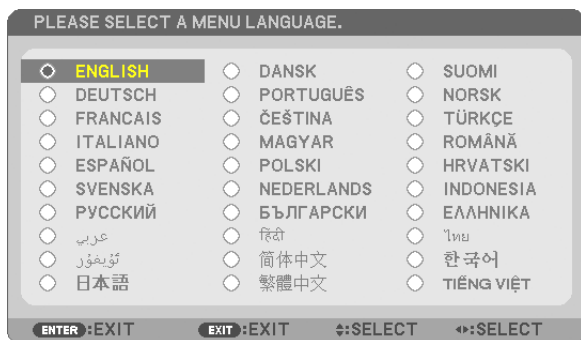 PLEASE SELECT A MENU LANGUAGE.
ENGLISH DANSK SUOMI
DEUTSCH PORTUGUÊS NORSK
FRANCAIS ČEŠTINA TÜRKÇE
ITALIANO MAGYAR ROMÂNĂ
ESPAÑOL POLSKI HRVATSKI
SVENSKA NEDERLANDS INDONESIA
РУССКИЙ БЪЛГАРСКИ ΕΛΛΗΝΙΚΑ
عربي हिंदी ไทย
ئۇيغۇر 简体中文 한국어
日本語 繁體中文 TIẾNG VIỆT
ENTER:EXIT EXIT:EXIT :SELECT :SELECT